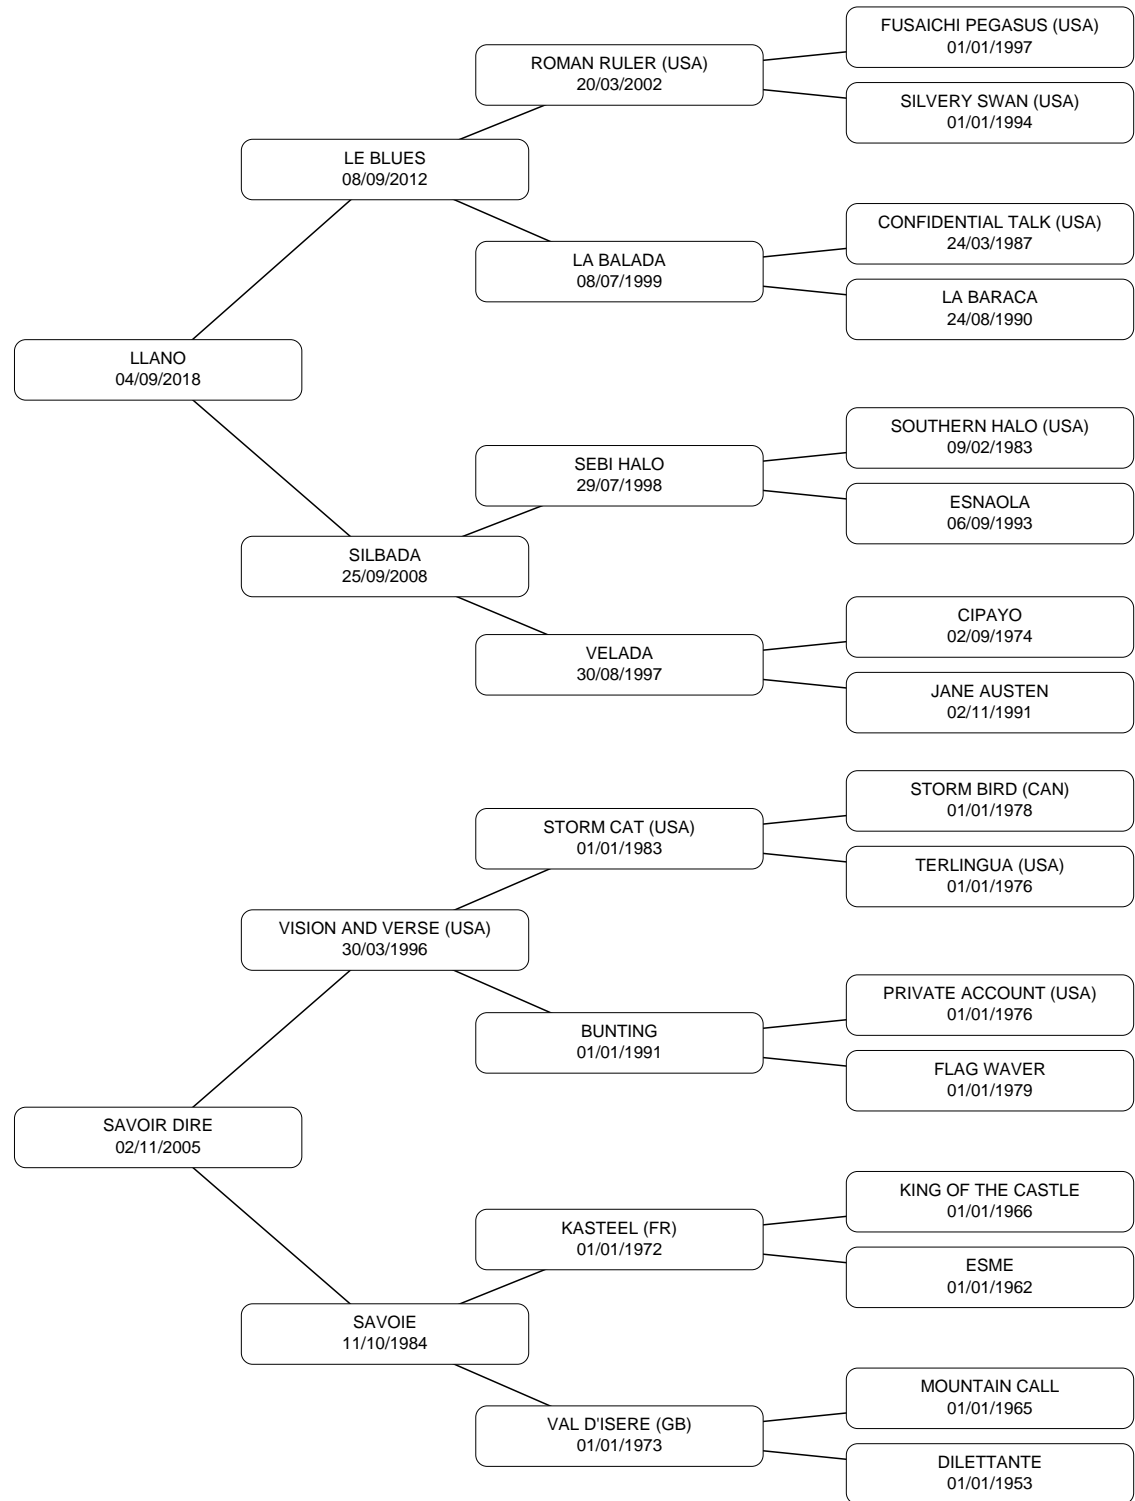 FUSAICHI PEGASUS (USA)
01/01/1997
ROMAN RULER (USA)
20/03/2002
SILVERY SWAN (USA)
01/01/1994
LE BLUES
08/09/2012
CONFIDENTIAL TALK (USA)
24/03/1987
LA BALADA
08/07/1999
LA BARACA
24/08/1990
LLANO
04/09/2018
SOUTHERN HALO (USA)
09/02/1983
SEBI HALO
29/07/1998
ESNAOLA
06/09/1993
SILBADA
25/09/2008
CIPAYO
02/09/1974
VELADA
30/08/1997
JANE AUSTEN
02/11/1991
STORM BIRD (CAN)
01/01/1978
STORM CAT (USA)
01/01/1983
TERLINGUA (USA)
01/01/1976
VISION AND VERSE (USA)
30/03/1996
PRIVATE ACCOUNT (USA)
01/01/1976
BUNTING
01/01/1991
FLAG WAVER
01/01/1979
SAVOIR DIRE
02/11/2005
KING OF THE CASTLE
01/01/1966
KASTEEL (FR)
01/01/1972
ESME
01/01/1962
SAVOIE
11/10/1984
MOUNTAIN CALL
01/01/1965
VAL D'ISERE (GB)
01/01/1973
DILETTANTE
01/01/1953